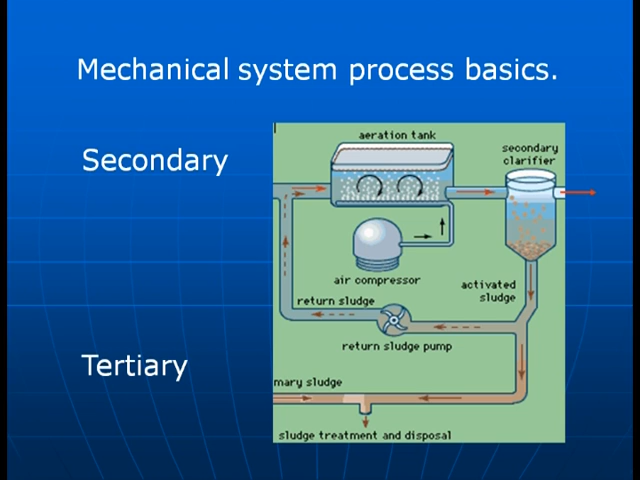 Mechanical system process basics.
Secondary
aeration tank
secondary
clarifier
air compressor
activated
sludge
return sludge
return sludge pump
Tertiary
mary sludge
sludge treatment and disposal